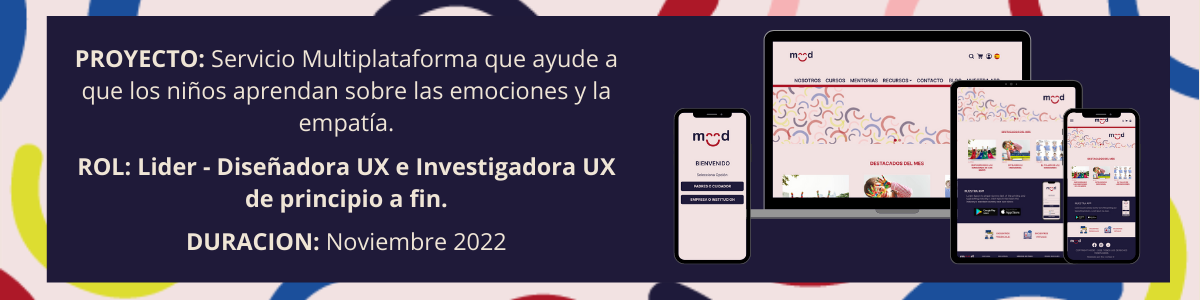 PROYECTO: Servicio Multiplataforma que ayude a
que los niños aprendan sobre las emociones y la
empatía.
ROL: Lider - Diseñadora UX e Investigadora UX
de principio a fin.
DURACION: Noviembre 2022
mood
BIENVENIDO
PADRES O CUIDADOR
EMPRESA O INSTITUCION
mood
NOSOTROS CURSOS MENTORIAS RECURSOS CONTACTO
DESTACADOS DEL MES
mood
mood